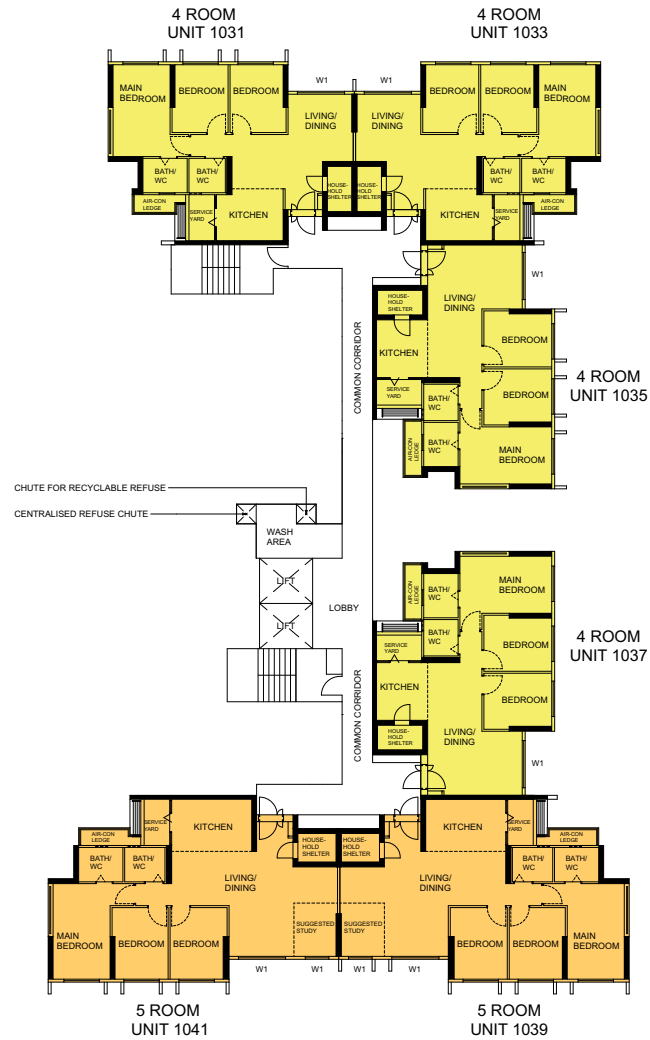 4 ROOM
UNIT 1031
4 ROOM
UNIT 1033
MAIN
BEDROOM
BEDROOM
BEDROOM
W1
W1
BEDROOM
BEDROOM
MAIN
BEDROOM
LIVING/
DINING
LIVING/
DINING
BATH/
WC
BATH/
WC
HOUSE-
HOLD
SHELTER
HOUSE-
HOLD
SHELTER
BATH/
WC
BATH/
WC
AIR-CON
LEDGE
SERVICE
YARD
KITCHEN
KITCHEN
SERVICE
YARD
AIR-CON
LEDGE
W1
HOUSE-
HOLD
SHELTER
LIVING/
DINING
COMMON CORRIDOR
KITCHEN
BEDROOM
4 ROOM
UNIT 1035
SERVICE
YARD
BATH/
WC
BEDROOM
AIR-CON
LEDGE
BATH/
WC
MAIN
BEDROOM
CHUTE FOR RECYCLABLE REFUSE
CENTRALISED REFUSE CHUTE
WASH
AREA
LIFT
LIFT
LOBBY
AIR-CON
LEDGE
BATH/
WC
MAIN
BEDROOM
BATH/
WC
SERVICE
YARD
BEDROOM
4 ROOM
UNIT 1037
KITCHEN
BEDROOM
COMMON CORRIDOR
HOUSE-
HOLD
SHELTER
LIVING/
DINING
W1
SERVICE
YARD
KITCHEN
AIR-CON
LEDGE
HOUSE-
HOLD
SHELTER
HOUSE-
HOLD
SHELTER
KITCHEN
SERVICE
YARD
AIR-CON
LEDGE
BATH/
WC
BATH/
WC
LIVING/
DINING
LIVING/
DINING
BATH/
WC
BATH/
WC
MAIN
BEDROOM
BEDROOM
BEDROOM
SUGGESTED
STUDY
SUGGESTED
STUDY
BEDROOM
BEDROOM
MAIN
BEDROOM
W1
W1
W1
W1
5 ROOM
UNIT 1041
5 ROOM
UNIT 1039